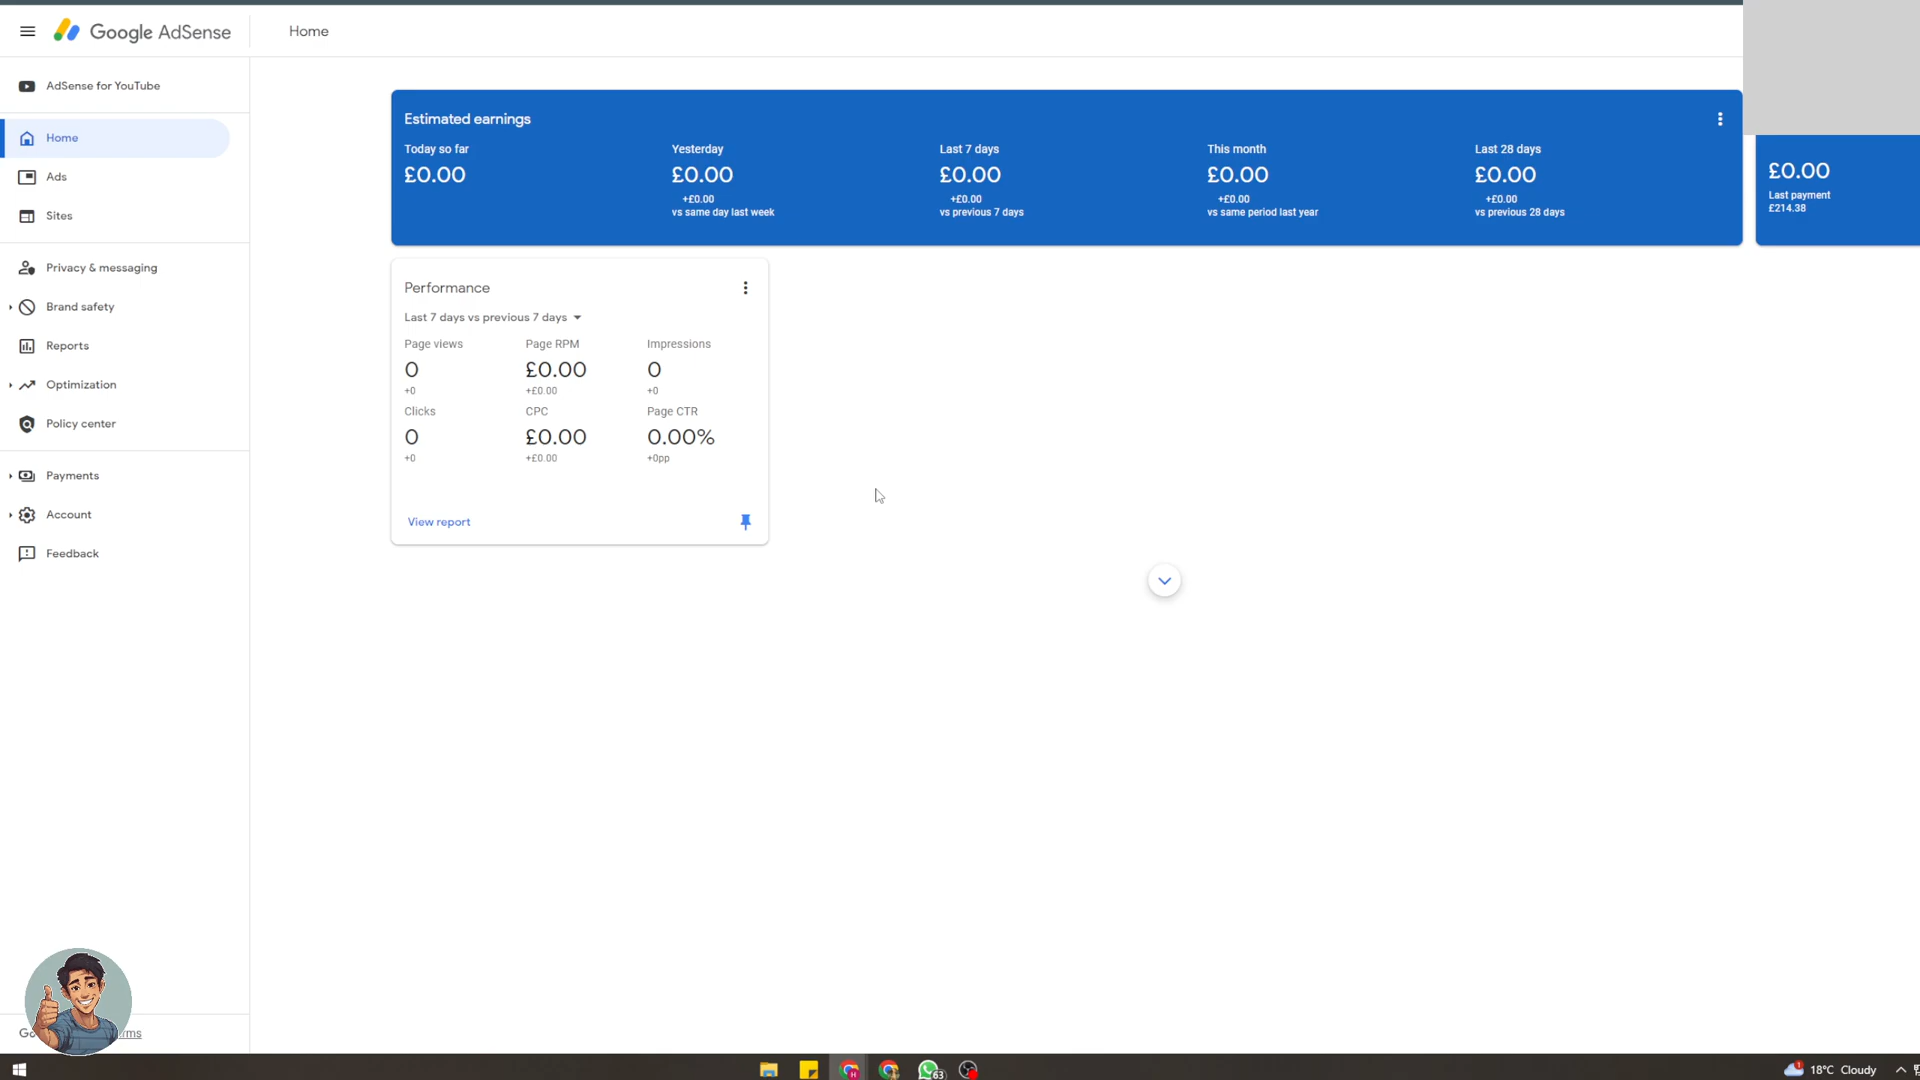 Google AdSense
Home
AdSense for YouTube
Home
Ads
Sites
Privacy & messaging
Brand safety
Reports
Optimization
Policy center
Payments
Account
Feedback
Estimated earnings
Today so far
£0.00
Yesterday
£0.00
+£0.00
vs same day last week
Last 7 days
£0.00
+£0.00
vs previous 7 days
This month
£0.00
+£0.00
vs same period last year
Last 28 days
£0.00
+£0.00
vs previous 28 days
£0.00
Last payment
£214.38
Performance
Last 7 days vs previous 7 days
Page views
0
+0
Page RPM
£0.00
+£0.00
Impressions
0
+0
Clicks
0
+0
CPC
£0.00
+£0.00
Page CTR
0.00%
+0pp
View report
63
18°C Cloudy